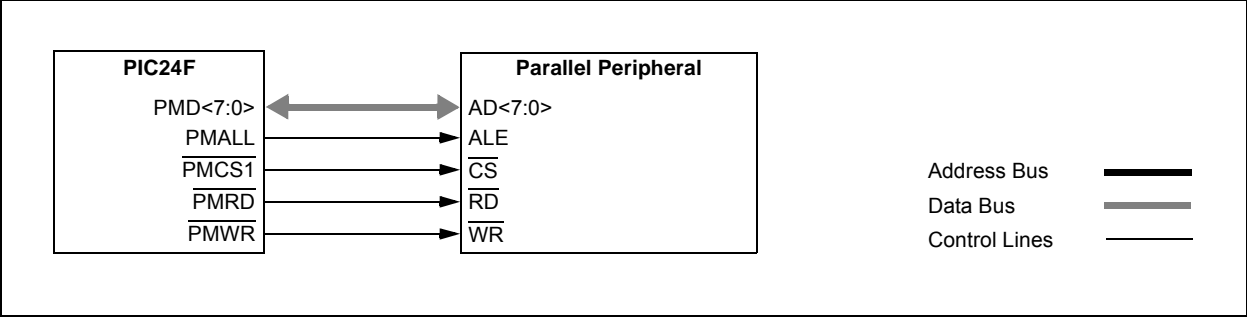 PIC24F
Parallel Peripheral
PMD<7:0>
AD<7:0>
PMALL
ALE
PMCS1
CS
PMRD
RD
PMWR
WR
Address Bus
Data Bus
Control Lines